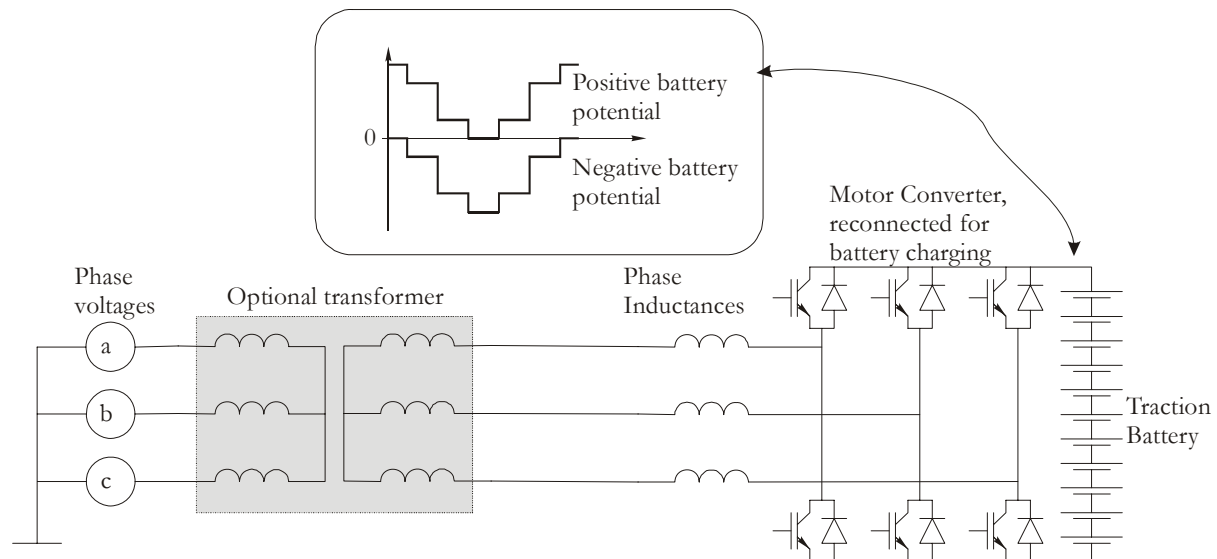 Positive battery
potential
0
Negative battery
potential
Motor Converter,
reconnected for
battery charging
Phase
voltages
Optional transformer
Phase
Inductances
a
b
c
Traction
Battery